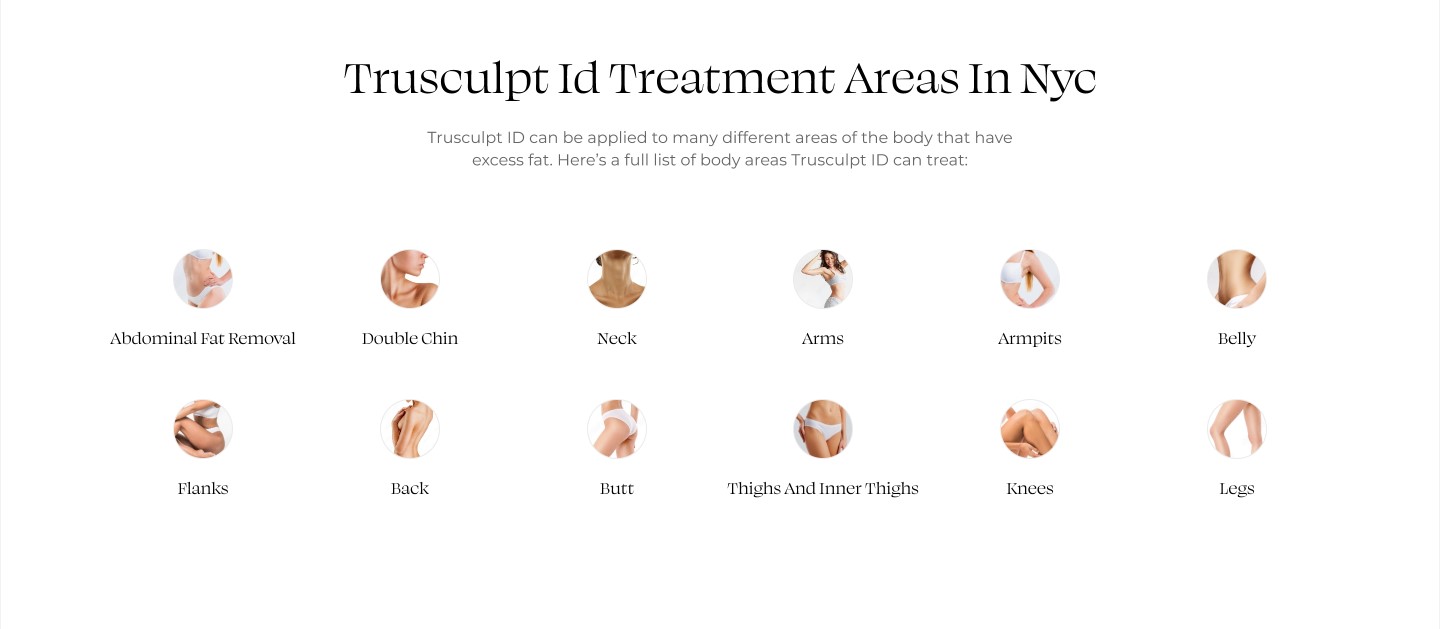 Trusculpt Id Treatment Areas In Nyc
Trusculpt ID can be applied to many different areas of the body that have
excess fat. Here’s a full list of body areas Trusculpt ID can treat:
Abdominal Fat Removal
Double Chin
Neck
Arms
Armpits
Belly
Flanks
Back
Butt
Thighs And Inner Thighs
Knees
Legs